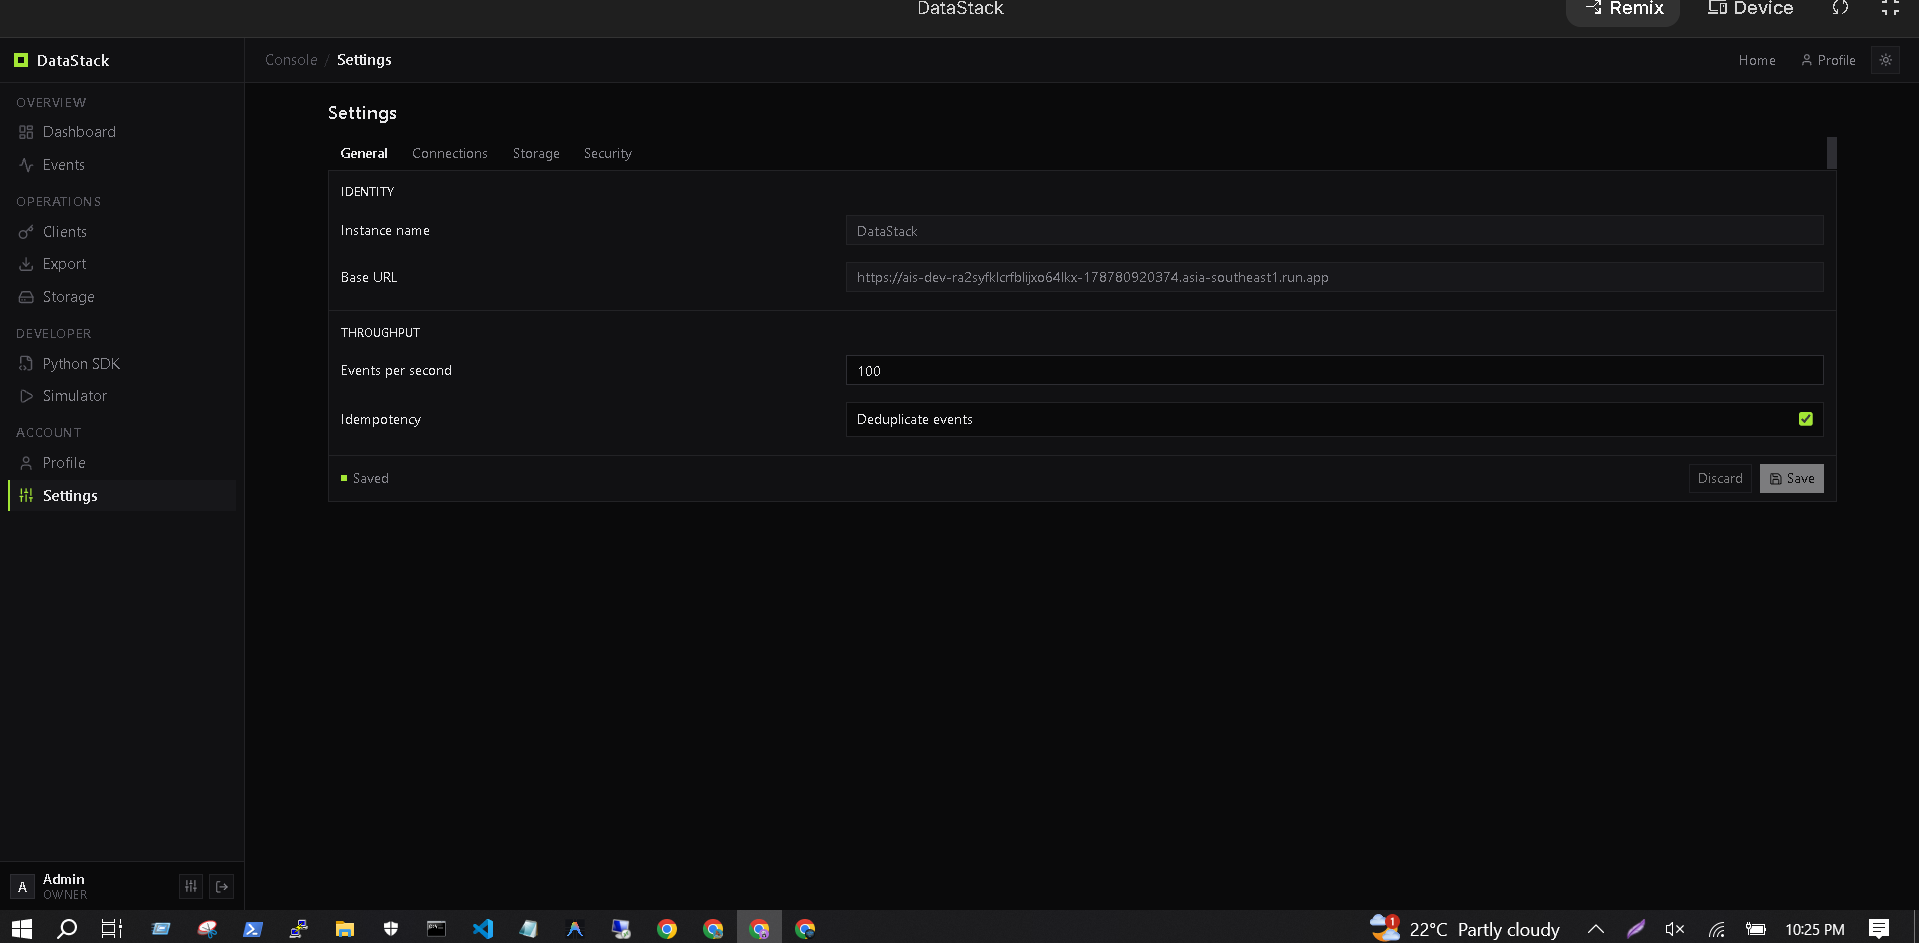 DataStack
Remix
Device
DataStack
Console / Settings
Home
Profile
OVERVIEW
Dashboard
Events
OPERATIONS
Clients
Export
Storage
DEVELOPER
Python SDK
Simulator
ACCOUNT
Profile
Settings
Settings
General
Connections
Storage
Security
IDENTITY
Instance name
DataStack
Base URL
https://ais-dev-ra2syfklcrfblijxo64lkx-178780920374.asia-southeast1.run.app
THROUGHPUT
Events per second
100
Idempotency
Deduplicate events
Saved
Discard
Save
A
Admin
OWNER
1
22°C Partly cloudy
10:25 PM